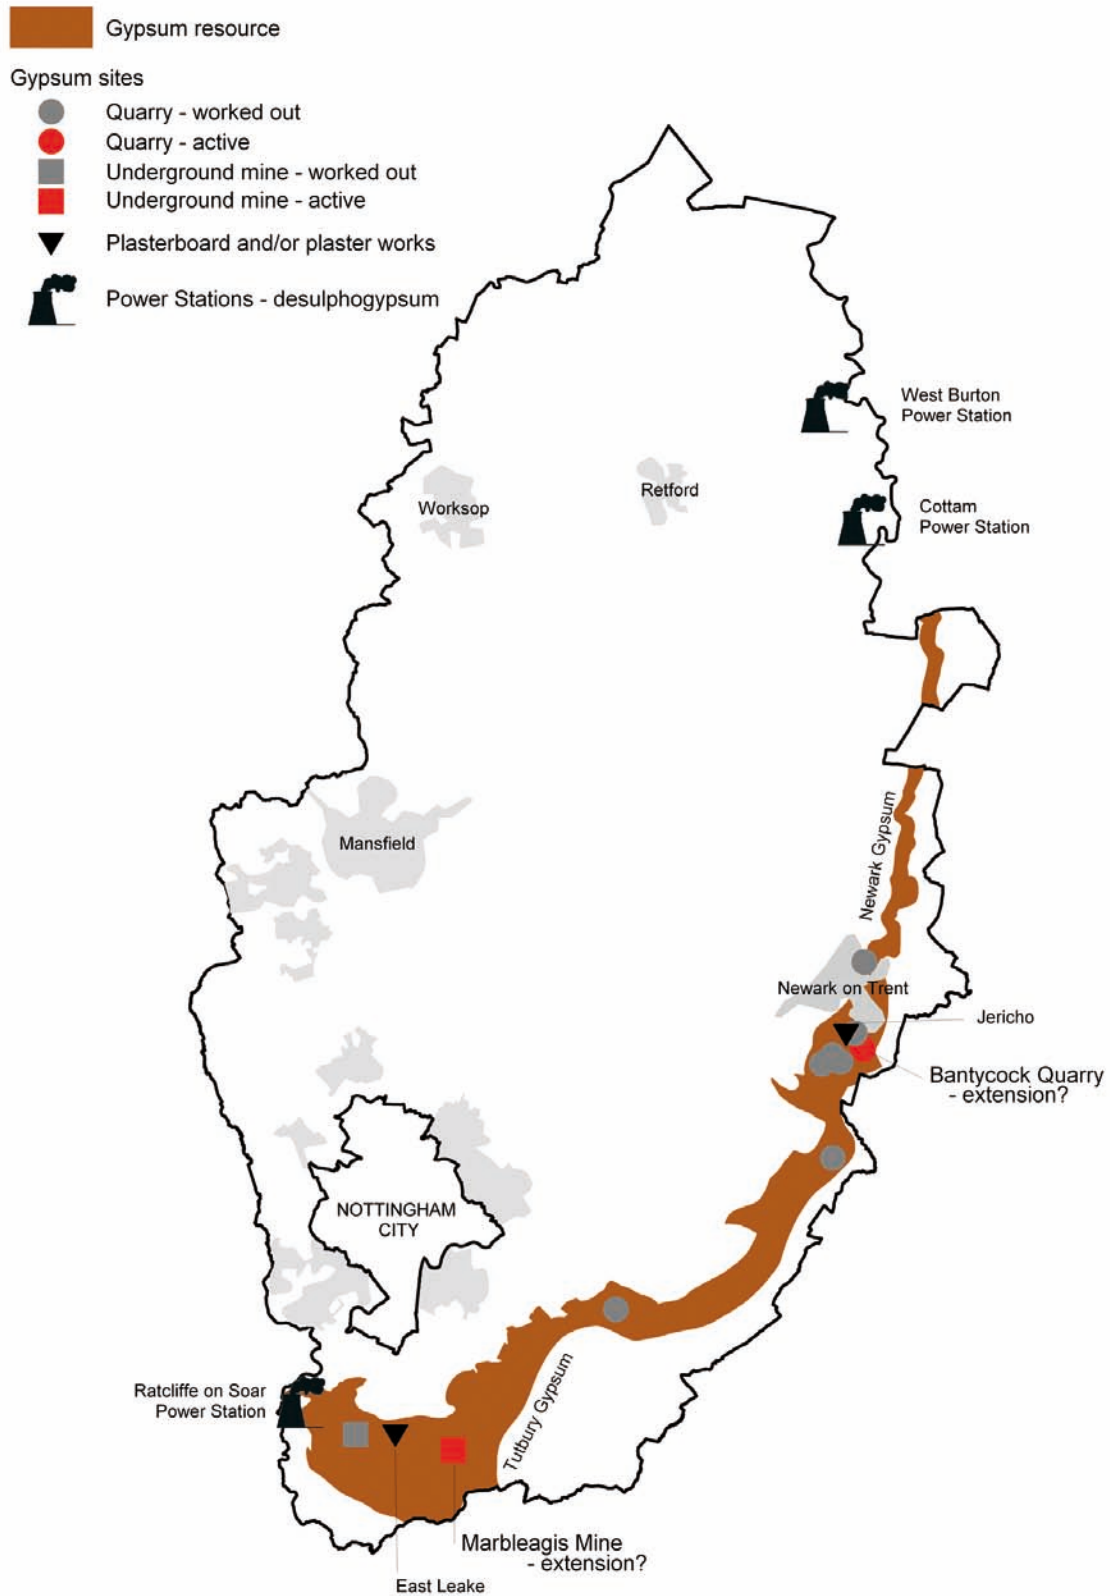 Gypsum resource
Gypsum sites
Quarry - worked out
Quarry - active
Underground mine - worked out
Underground mine - active
Plasterboard and/or plaster works
Power Stations - desulphogypsum
West Burton
Power Station
Worksop
Retford
Cottam
Power Station
Mansfield
Newark Gypsum
Newark on Trent
Jericho
Bantycock Quarry
- extension?
NOTTINGHAM
CITY
Ratcliffe on Soar
Power Station
Tutbury Gypsum
Marbleagis Mine
- extension?
East Leake